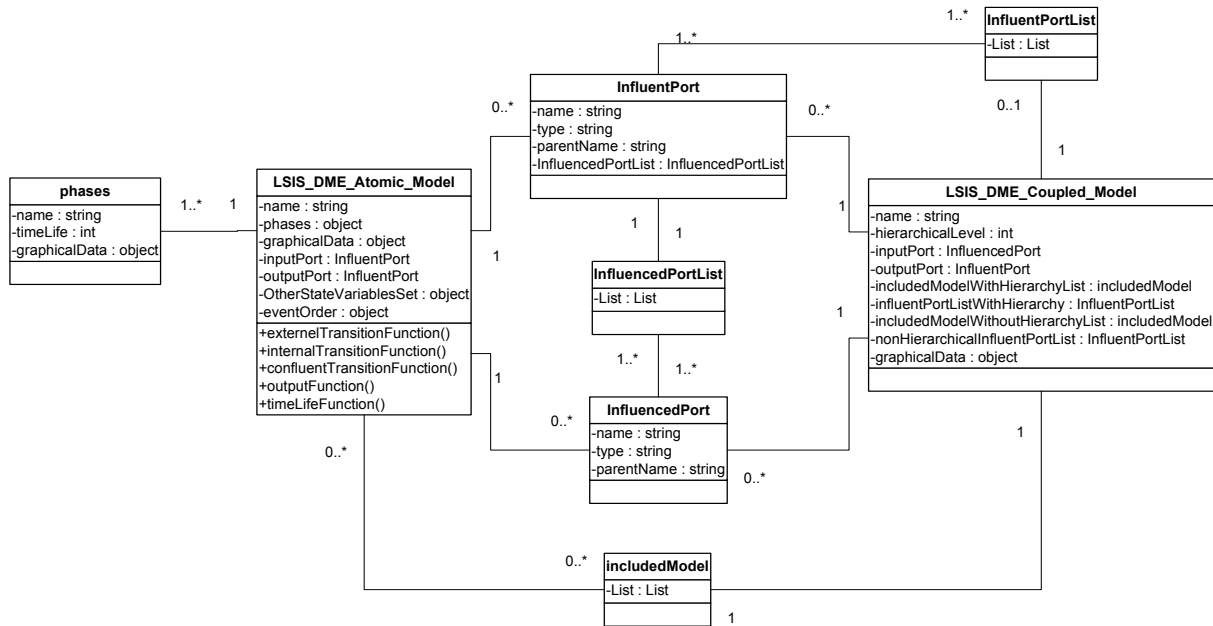 1..*
InfluentPortList
-List : List
1..*
InfluentPort
-name : string
-type : string
-parentName : string
-InfluencedPortList : InfluencedPortList
0..*
0..*
0..1
1
phases
-name : string
-timeLife : int
-graphicalData : object
1..*
1
LSIS_DME_Atomic_Model
-name : string
-phases : object
-graphicalData : object
-inputPort : InfluentPort
-outputPort : InfluentPort
-OtherStateVariablesSet : object
-eventOrder : object
+externelTransitionFunction()
+internalTransitionFunction()
+confluentTransitionFunction()
+outputFunction()
+timeLifeFunction()
1
1
1
1
InfluencedPortList
-List : List
1..*
1..*
InfluencedPort
-name : string
-type : string
-parentName : string
0..*
0..*
1
1
LSIS_DME_Coupled_Model
-name : string
-hierarchicalLevel : int
-inputPort : InfluencedPort
-outputPort : InfluentPort
-includedModelWithHierarchyList : includedModel
-influentPortListWithHierarchy : InfluentPortList
-includedModelWithoutHierarchyList : includedModel
-nonHierarchicalInfluentPortList : InfluentPortList
-graphicalData : object
0..*
1
0..*
includedModel
-List : List
1